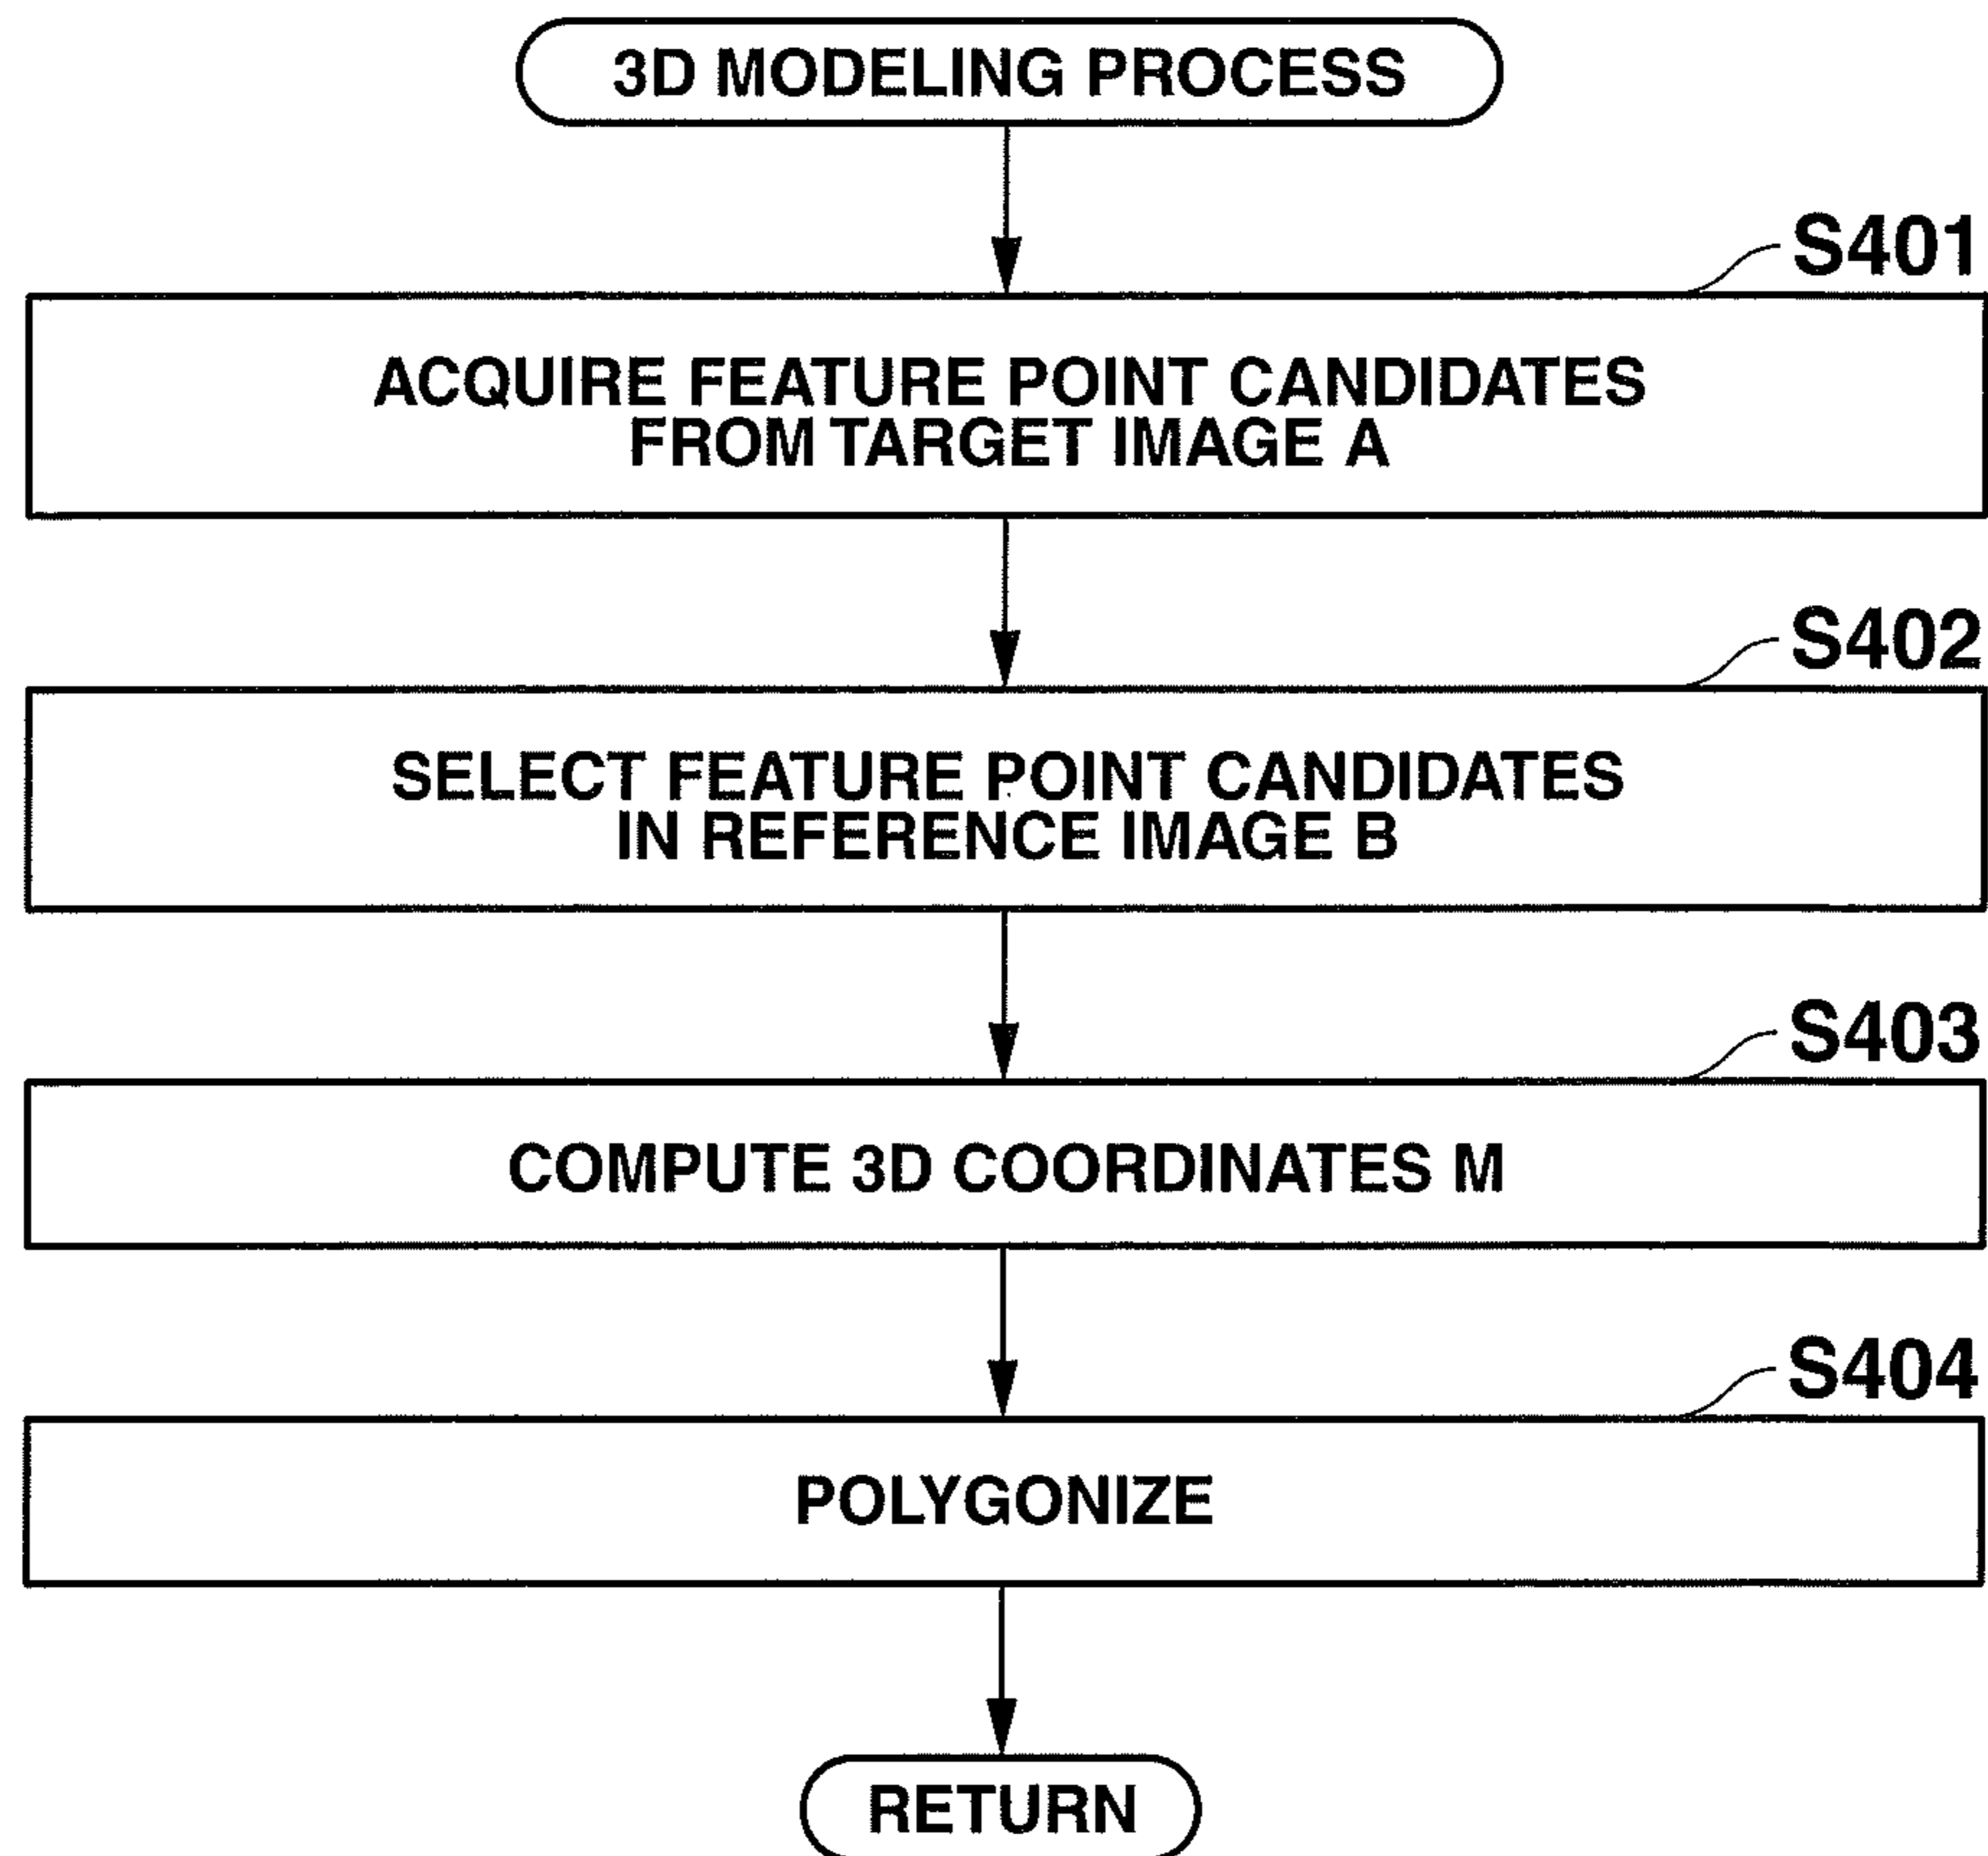 3D MODELING PROCESS
S401
ACQUIRE FEATURE POINT CANDIDATES
FROM TARGET IMAGE A
S402
SELECT FEATURE POINT CANDIDATES
IN REFERENCE IMAGE B
S403
COMPUTE 3D COORDINATES M
S404
POLYGONIZE
RETURN